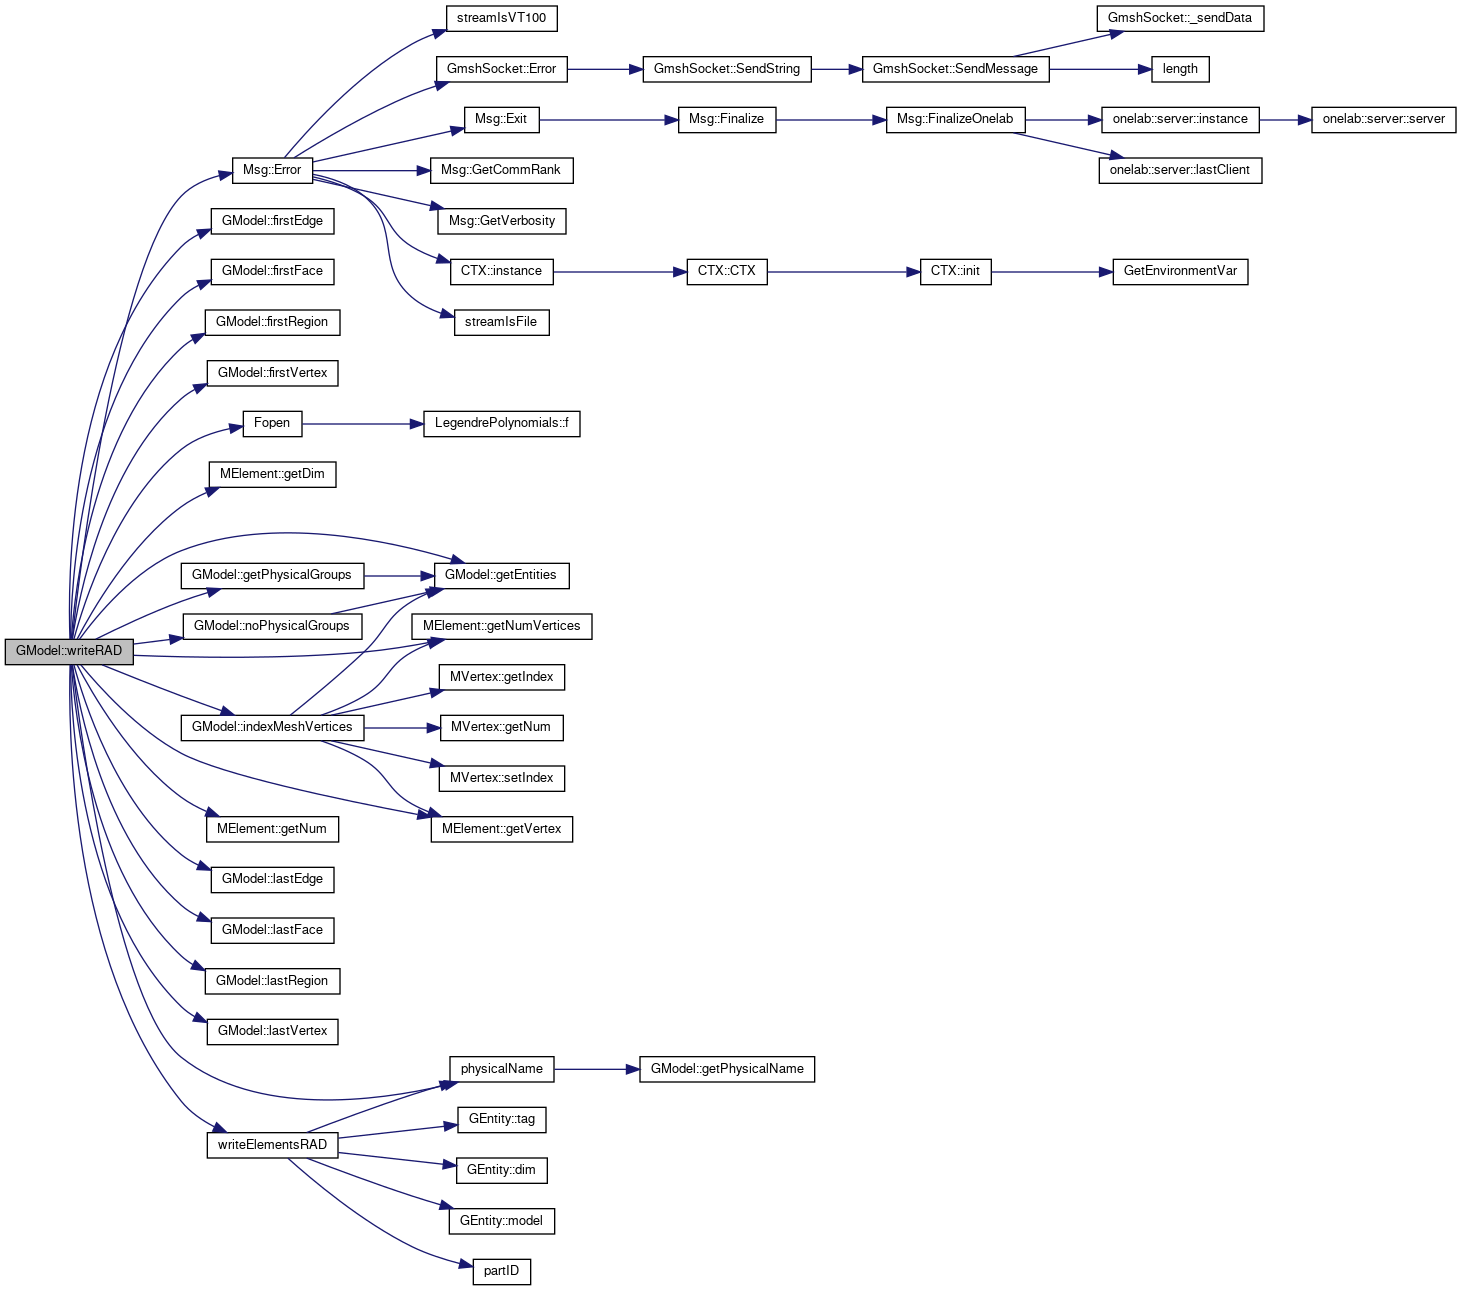 streamIsVT100
GmshSocket::_sendData
GmshSocket::Error
GmshSocket::SendString
GmshSocket::SendMessage
length
Msg::Exit
Msg::Finalize
Msg::FinalizeOnelab
onelab::server::instance
onelab::server::server
Msg::Error
Msg::GetCommRank
onelab::server::lastClient
GModel::firstEdge
Msg::GetVerbosity
GModel::firstFace
CTX::instance
CTX::CTX
CTX::init
GetEnvironmentVar
GModel::firstRegion
streamIsFile
GModel::firstVertex
Fopen
LegendrePolynomials::f
MElement::getDim
GModel::getPhysicalGroups
GModel::getEntities
GModel::noPhysicalGroups
MElement::getNumVertices
GModel::writeRAD
MVertex::getIndex
GModel::indexMeshVertices
MVertex::getNum
MVertex::setIndex
MElement::getNum
MElement::getVertex
GModel::lastEdge
GModel::lastFace
GModel::lastRegion
GModel::lastVertex
physicalName
GModel::getPhysicalName
GEntity::tag
writeElementsRAD
GEntity::dim
GEntity::model
partID